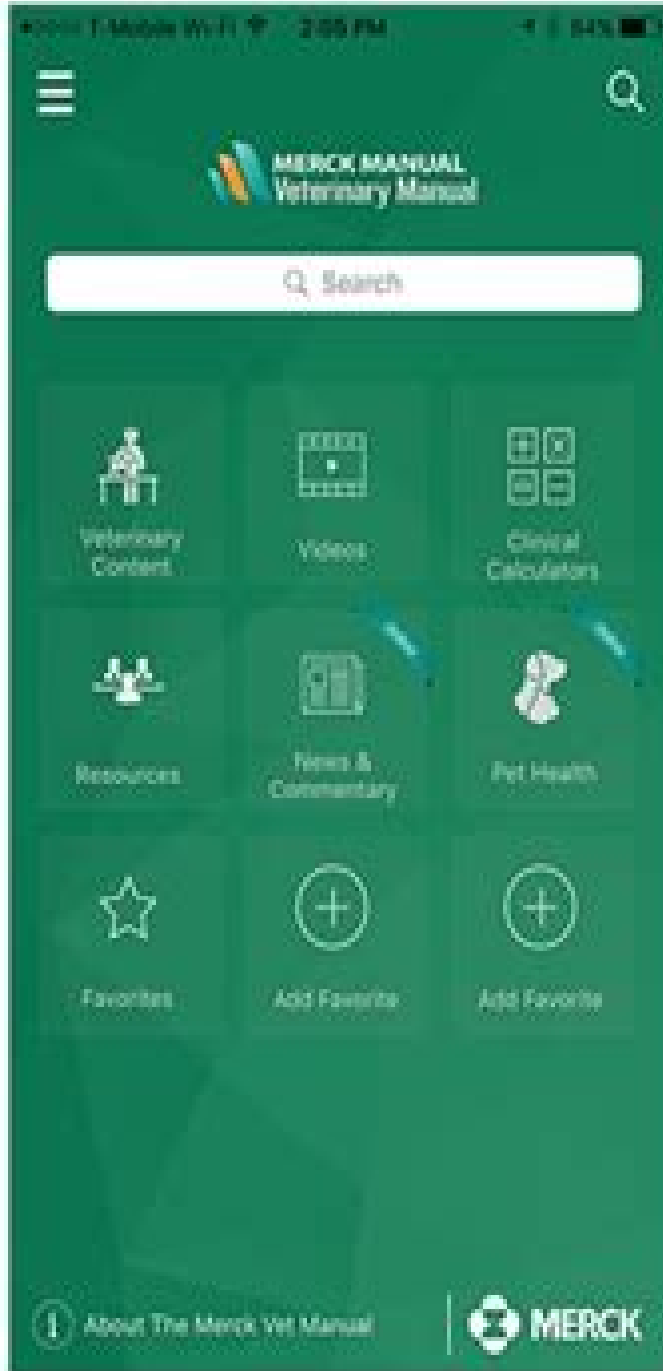 T-Mobile Wi-Fi 2:05 PM 84%
MERCK MANUAL
Veterinary Manual
Search
Veterinary
Content
Videos
Clinical
Calculators
Resources
News &
Commentary
Pet Health
Favorites
Add Favorite
Add Favorite
About The Merck Vet Manual
MERCK